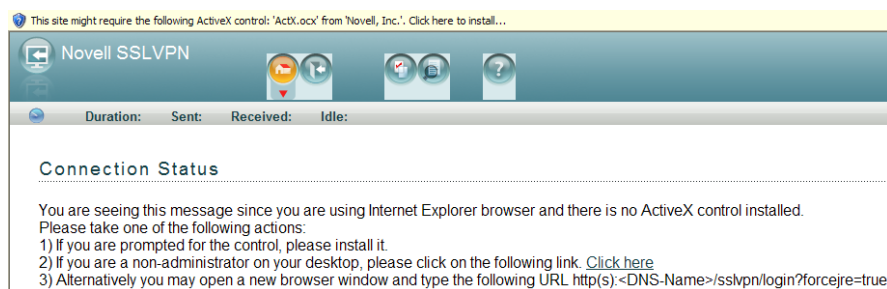 This site might require the following ActiveX control: 'ActX.ocx' from 'Novell, Inc.'. Click here to install...
Novell SSLVPN
?
Duration: Sent: Received: Idle:
Connection Status
You are seeing this message since you are using Internet Explorer browser and there is no ActiveX control installed.
Please take one of the following actions:
1) If you are prompted for the control, please install it.
2) If you are a non-administrator on your desktop, please click on the following link. Click here
3) Alternatively you may open a new browser window and type the following URL http(s):<DNS-Name>/sslvpn/login?forcejre=true